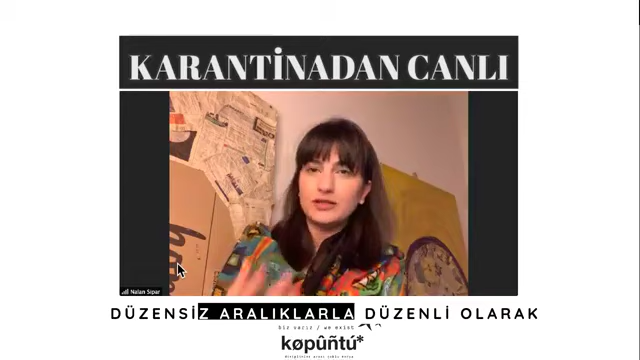 KARANTİNADAN CANLI
Nalan Sipar
DÜZENSİZ ARALIKLARLA DÜZENLİ OLARAK
biz varız / we exist
køpûñtú*